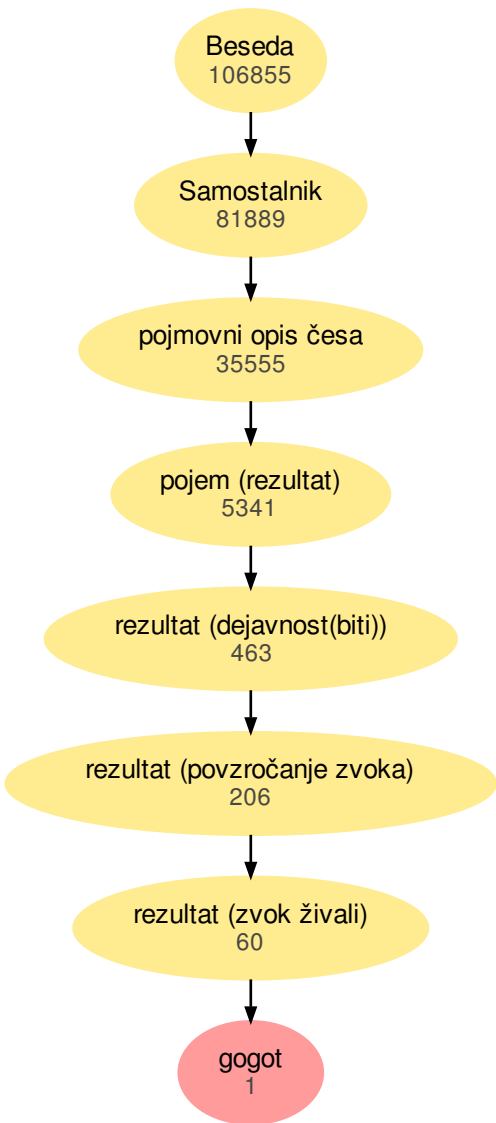 Beseda
106855
Samostalnik
81889
pojmovni opis česa
35555
pojem (rezultat)
5341
rezultat (dejavnost(biti))
463
rezultat (povzročanje zvoka)
206
rezultat (zvok živali)
60
gogot
1